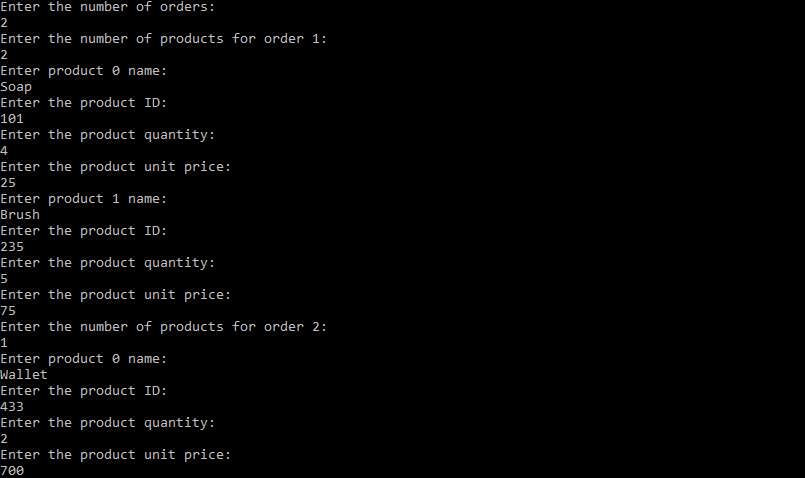 Enter the number of orders:
2
Enter the number of products for order 1:
2
Enter product 0 name:
Soap
Enter the product ID:
101
Enter the product quantity:
4
Enter the product unit price:
25
Enter product 1 name:
Brush
Enter the product ID:
235
Enter the product quantity:
5
Enter the product unit price:
75
Enter the number of products for order 2:
1
Enter product 0 name:
Wallet
Enter the product ID:
433
Enter the product quantity:
2
Enter the product unit price:
700